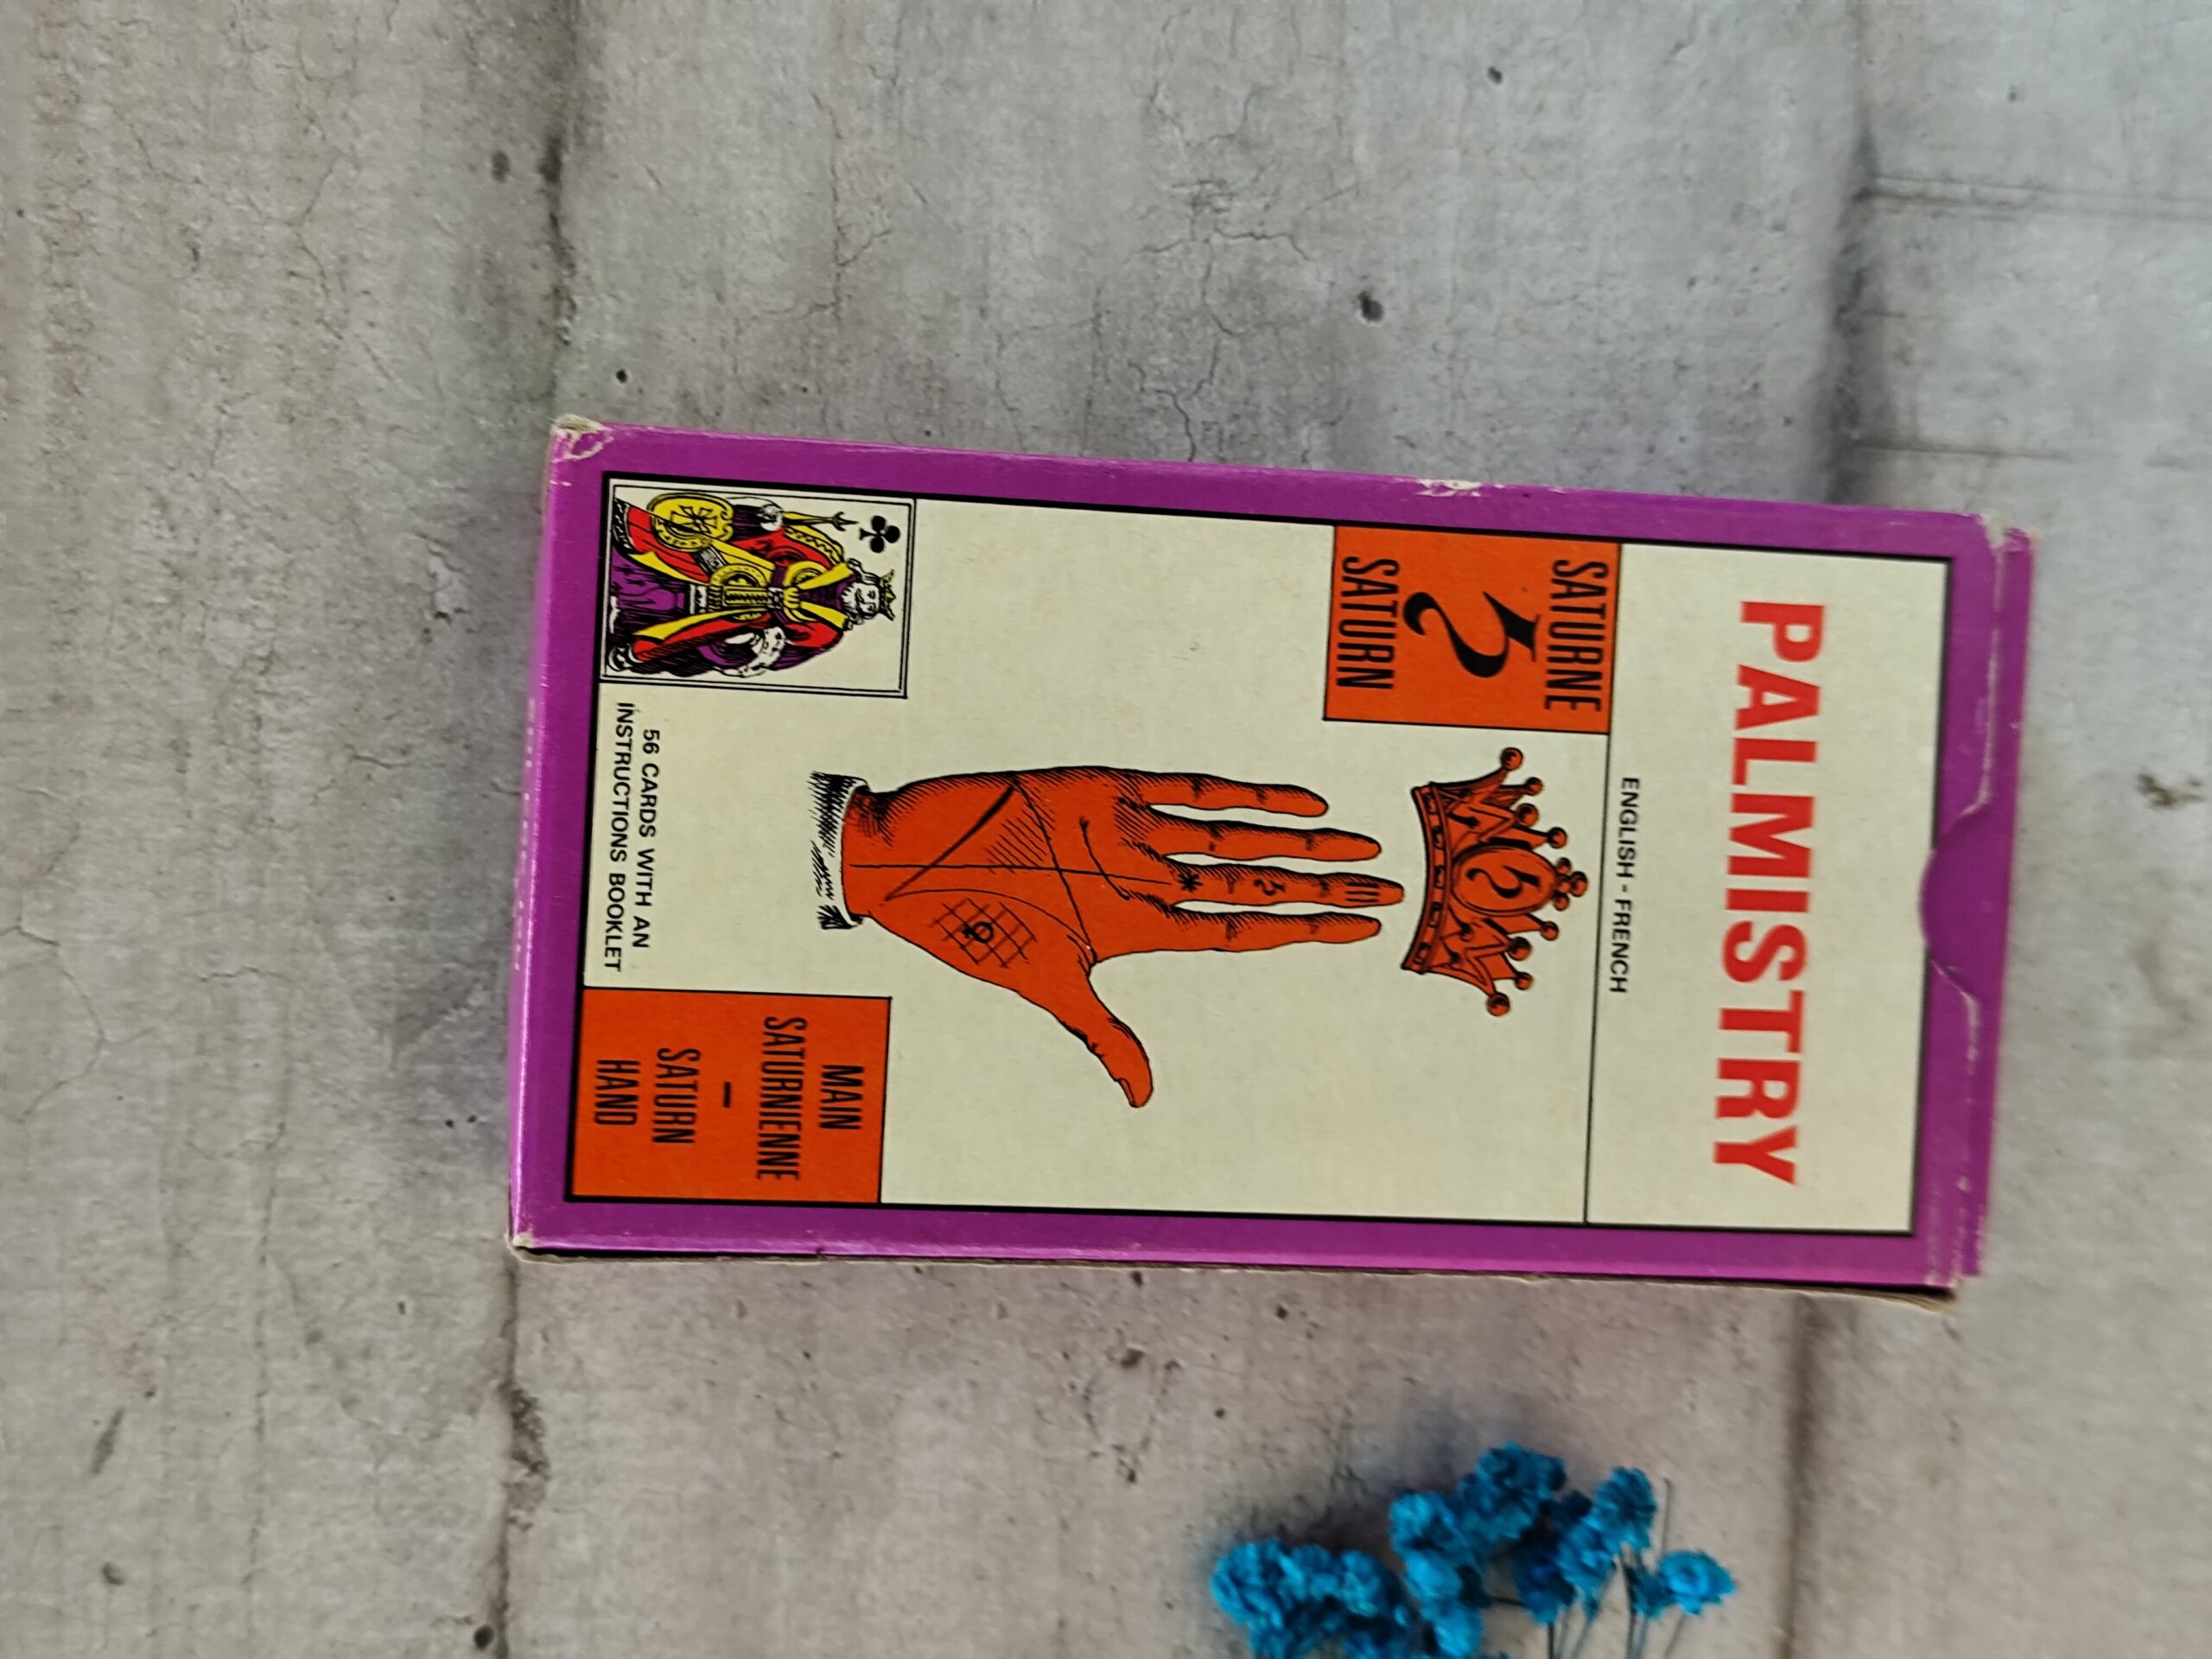 PALMISTRY
ENGLISH - FRENCH
SATURNE
♄
SATURN
56 CARDS WITH AN
INSTRUCTIONS BOOKLET
MAIN
SATURNIENNE
-
SATURN
HAND